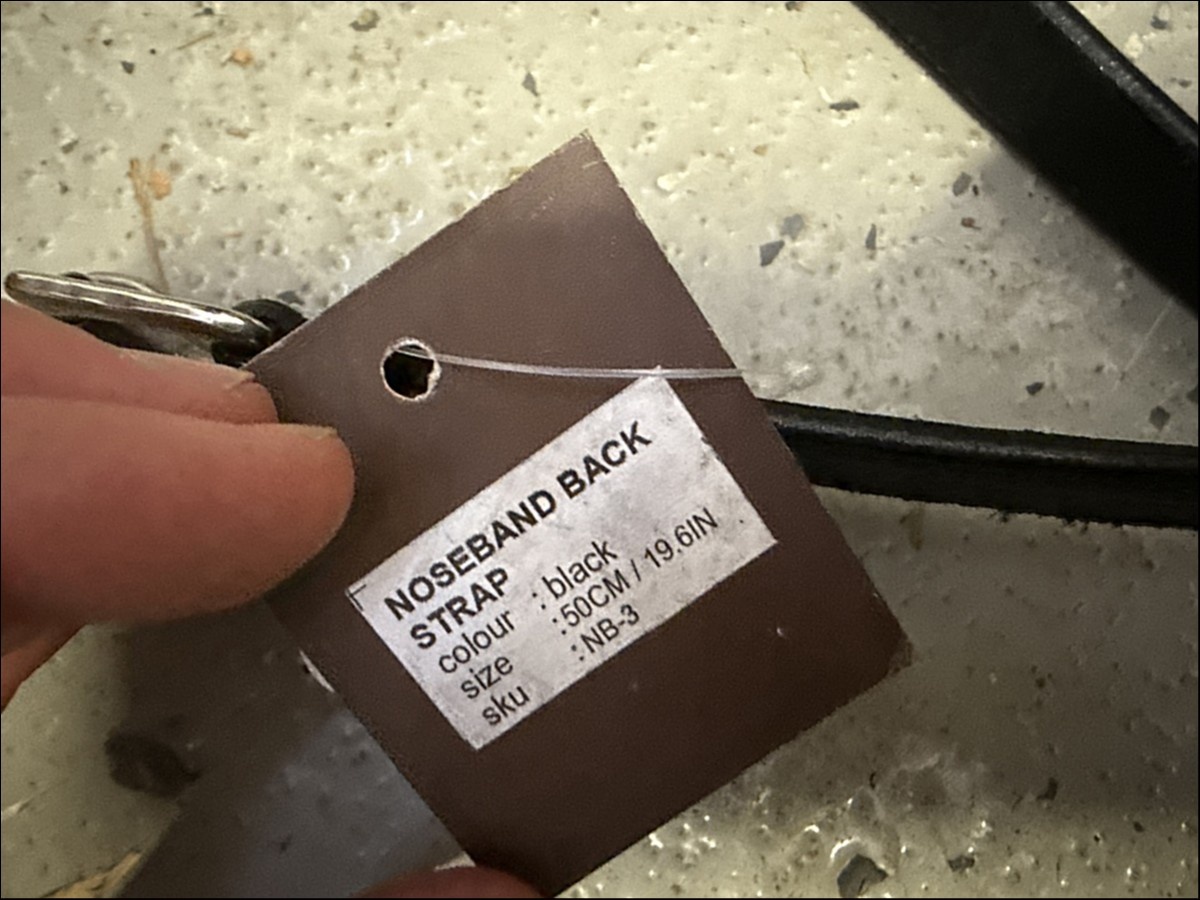 NOSEBAND BACK
STRAP
colour : black
size : 50CM / 19.6IN
sku : NB-3